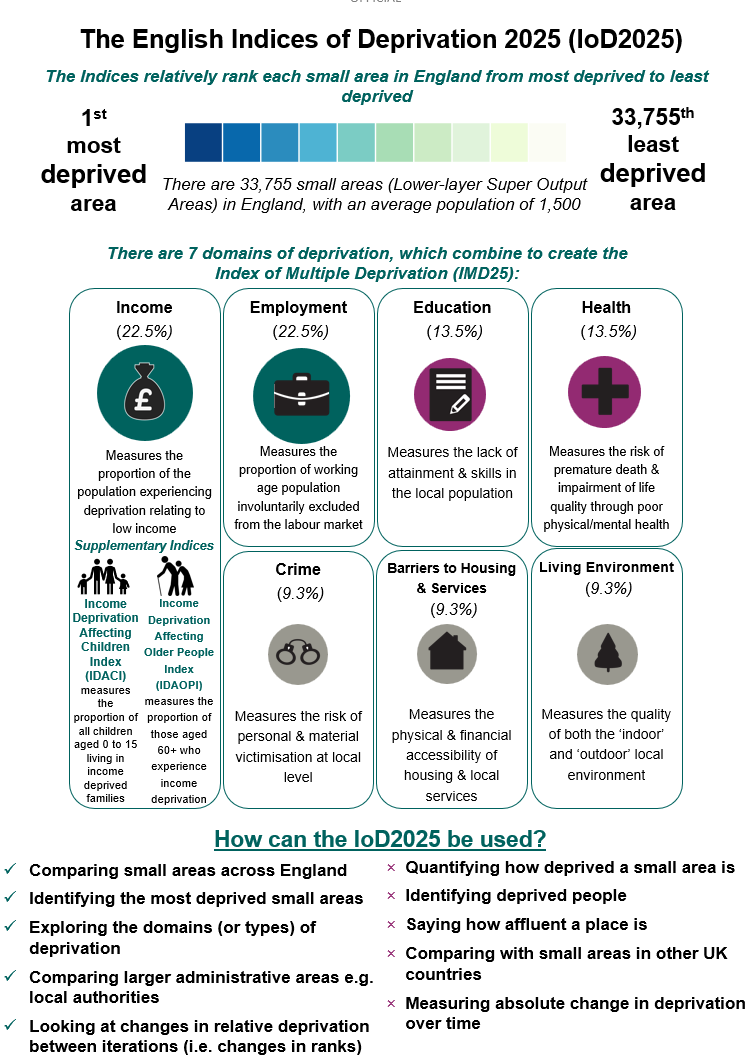 The English Indices of Deprivation 2025 (IoD2025)
The Indices relatively rank each small area in England from most deprived to least
deprived
1st
most
deprived
area
33,755th
least
deprived
area
There are 33,755 small areas (Lower-layer Super Output
Areas) in England, with an average population of 1,500
There are 7 domains of deprivation, which combine to create the
Index of Multiple Deprivation (IMD25):
Income
(22.5%)
£
Measures the
proportion of the
population experiencing
deprivation relating to
low income
Supplementary Indices
Income
Deprivation
Affecting
Children
Index
(IDACI)
measures
the
proportion of
all children
aged 0 to 15
living in
income
deprived
families
Income
Deprivation
Affecting
Older People
Index
(IDAOPI)
measures the
proportion of
those aged
60+ who
experience
income
deprivation
Employment
(22.5%)
Measures the
proportion of working
age population
involuntarily excluded
from the labour market
Education
(13.5%)
Measures the lack of
attainment & skills in
the local population
Health
(13.5%)
Measures the risk of
premature death &
impairment of life
quality through poor
physical/mental health
Crime
(9.3%)
Measures the risk of
personal & material
victimisation at local
level
Barriers to Housing
& Services
(9.3%)
Measures the
physical & financial
accessibility of
housing & local
services
Living Environment
(9.3%)
Measures the quality
of both the ‘indoor’
and ‘outdoor’ local
environment
How can the IoD2025 be used?
✓ Comparing small areas across England
✓ Identifying the most deprived small areas
✓ Exploring the domains (or types) of
deprivation
✓ Comparing larger administrative areas e.g.
local authorities
✓ Looking at changes in relative deprivation
between iterations (i.e. changes in ranks)
× Quantifying how deprived a small area is
× Identifying deprived people
× Saying how affluent a place is
× Comparing with small areas in other UK
countries
× Measuring absolute change in deprivation
over time